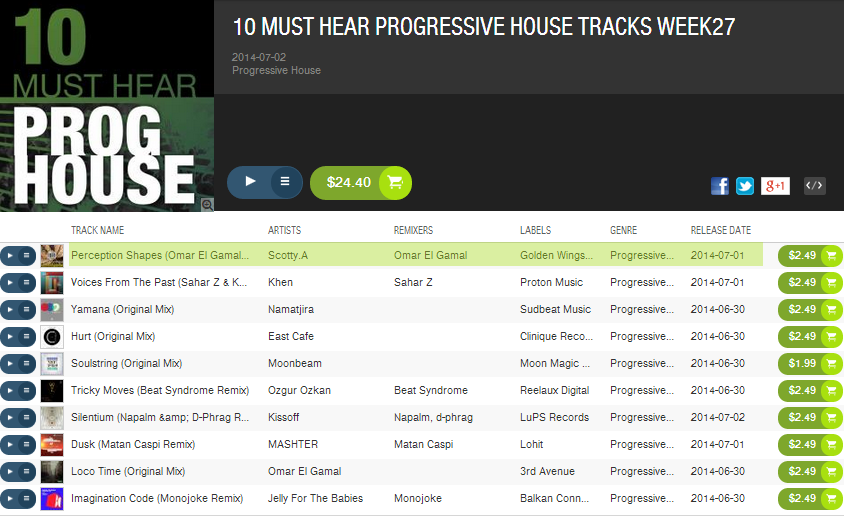 10
MUST HEAR
PROG
HOUSE
10 MUST HEAR PROGRESSIVE HOUSE TRACKS WEEK27
2014-07-02
Progressive House
$24.40
f
g+1
TRACK NAME ARTISTS REMIXERS LABELS GENRE RELEASE DATE
Perception Shapes (Omar El Gamal... Scotty.A Omar El Gamal Golden Wings... Progressive... 2014-07-01 $2.49
Voices From The Past (Sahar Z & K... Khen Sahar Z Proton Music Progressive... 2014-07-01 $2.49
Yamana (Original Mix) Namatjira Sudbeat Music Progressive... 2014-06-30 $2.49
Hurt (Original Mix) East Cafe Clinique Reco... Progressive... 2014-06-30 $2.49
Soulstring (Original Mix) Moonbeam Moon Magic ... Progressive... 2014-06-30 $1.99
Tricky Moves (Beat Syndrome Remix) Ozgur Ozkan Beat Syndrome Reelaux Digital Progressive... 2014-06-30 $2.49
Silentium (Napalm &amp; D-Phrag R... Kissoff Napalm, d-phrag LuPS Records Progressive... 2014-07-02 $2.49
Dusk (Matan Caspi Remix) MASHTER Matan Caspi Lohit Progressive... 2014-07-01 $2.49
Loco Time (Original Mix) Omar El Gamal 3rd Avenue Progressive... 2014-06-30 $2.49
Imagination Code (Monojoke Remix) Jelly For The Babies Monojoke Balkan Conn... Progressive... 2014-06-30 $2.49